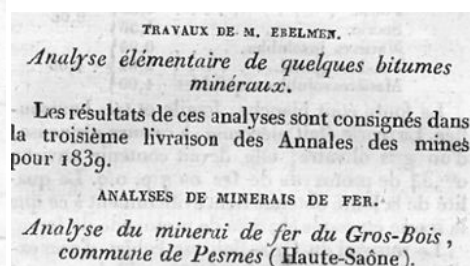 TRAVAUX DE M. EBELMEN.
Analyse élémentaire de quelques bitumes
minéraux.
Les résultats de ces analyses sont consignés dans
la troisième livraison des Annales des mines
pour 1839.
ANALYSES DE MINERAIS DE FER.
Analyse du minerai de fer du Gros-Bois,
commune de Pesmes (Haute-Saône).